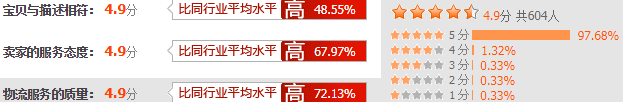 宝贝与描述相符: 4.9分 比同行业平均水平 高 48.55%
卖家的服务态度: 4.9分 比同行业平均水平 高 67.97%
物流服务的质量: 4.9分 比同行业平均水平 高 72.13%
4.9分 共604人
5分 97.68%
4分 1.32%
3分 0.33%
2分 0.33%
1分 0.33%